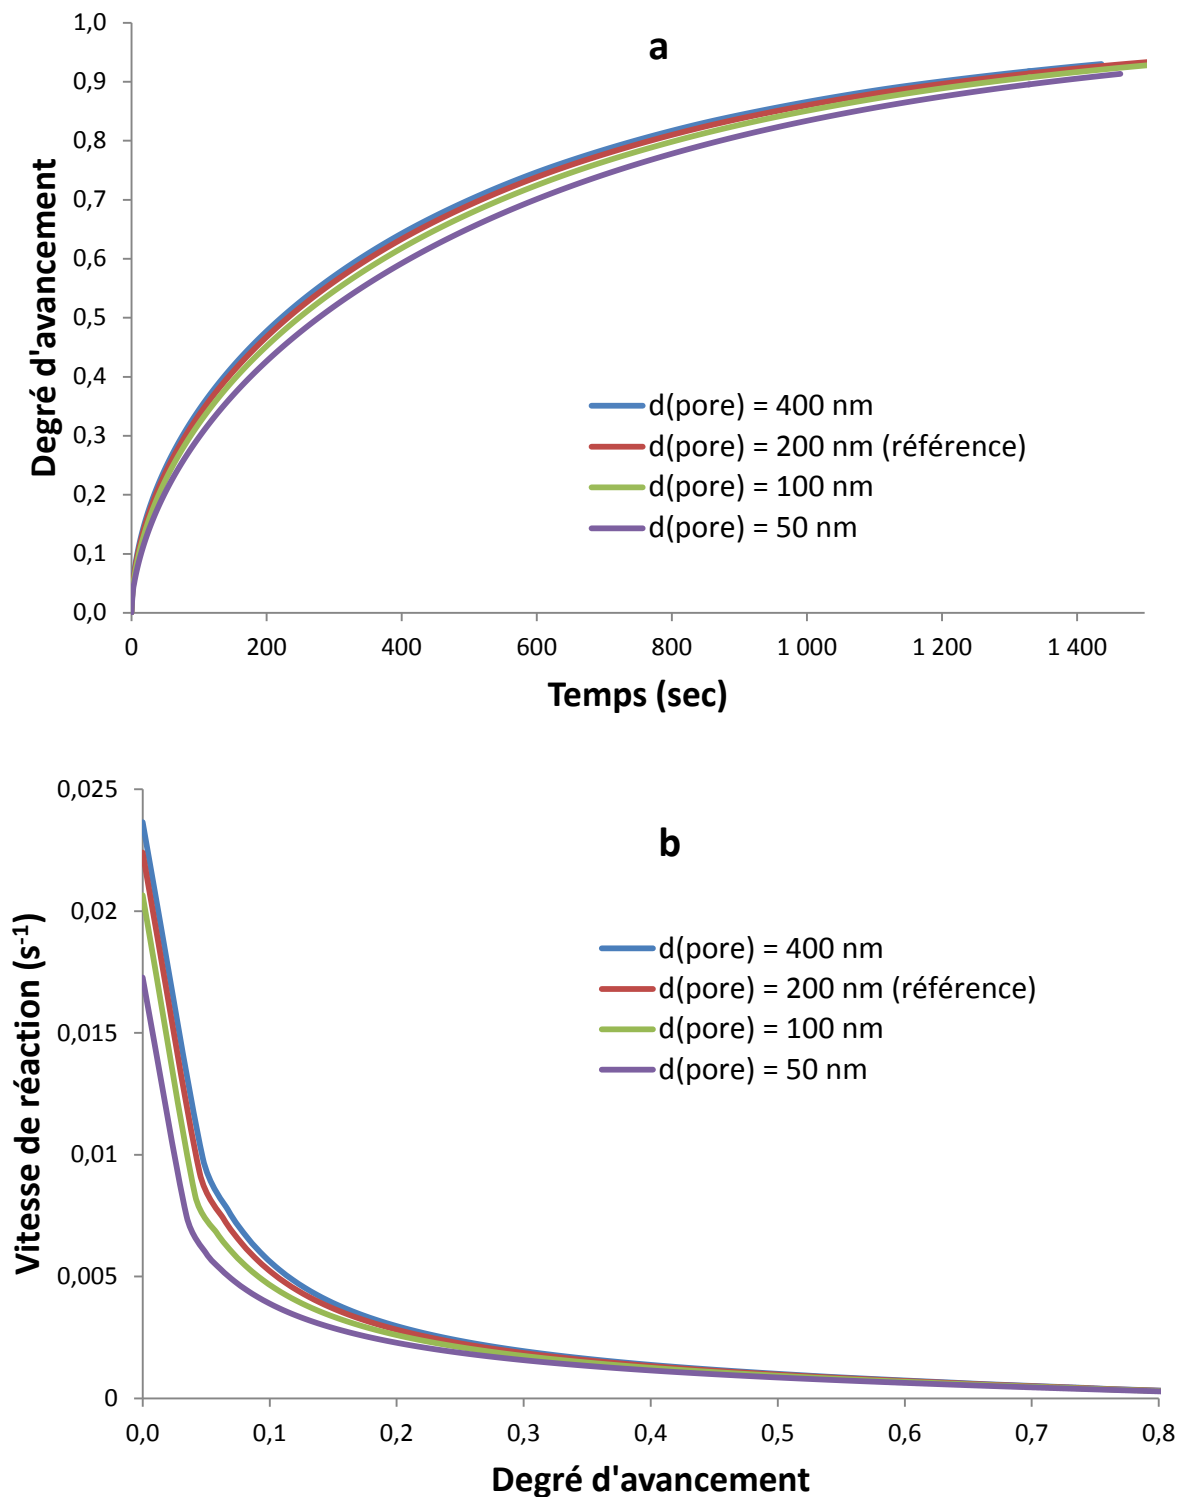 a
1,0
0,9
0,8
0,7
0,6
0,5
0,4
0,3
0,2
0,1
0,0
Degré d'avancement
d(pore) = 400 nm
d(pore) = 200 nm (référence)
d(pore) = 100 nm
d(pore) = 50 nm
0 200 400 600 800 1 000 1 200 1 400
Temps (sec)
b
0,025
0,02
0,015
0,01
0,005
0
Vitesse de réaction (s-1)
d(pore) = 400 nm
d(pore) = 200 nm (référence)
d(pore) = 100 nm
d(pore) = 50 nm
0,0 0,1 0,2 0,3 0,4 0,5 0,6 0,7 0,8
Degré d'avancement